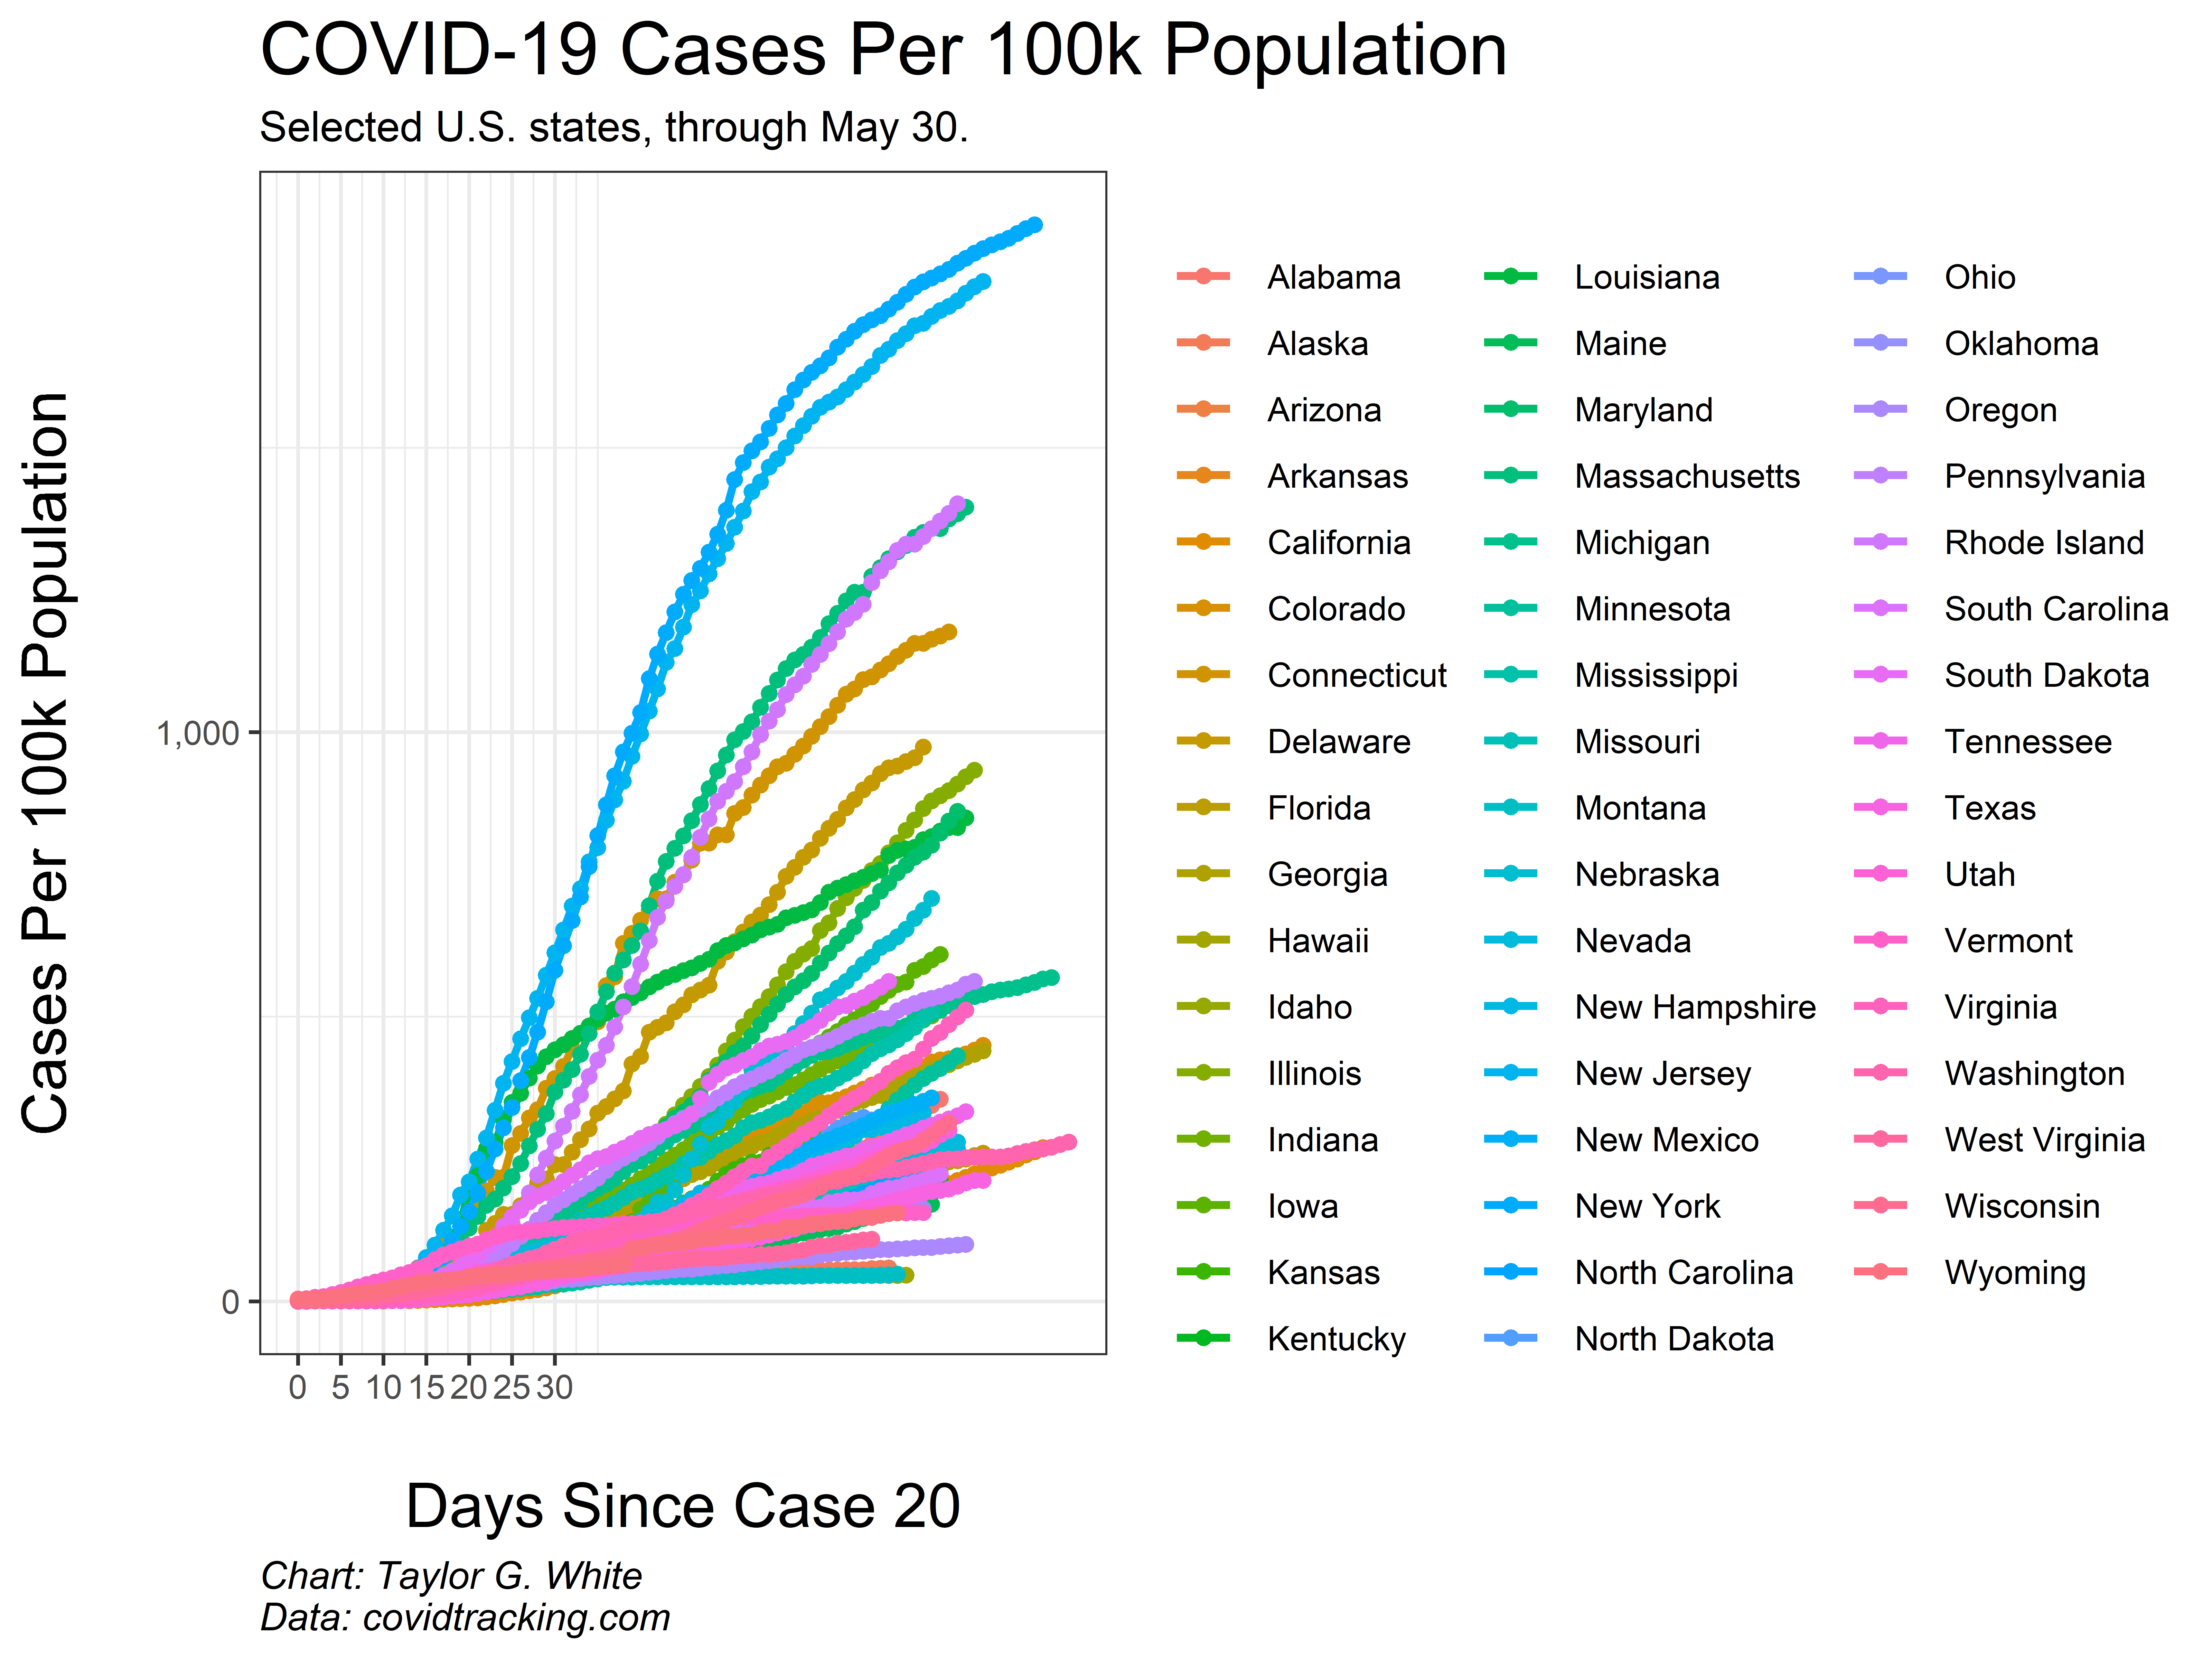 COVID-19 Cases Per 100k Population
Selected U.S. states, through May 30.
Cases Per 100k Population
1,000
0
0 5 10 15 20 25 30
Days Since Case 20
Chart: Taylor G. White
Data: covidtracking.com
Alabama
Alaska
Arizona
Arkansas
California
Colorado
Connecticut
Delaware
Florida
Georgia
Hawaii
Idaho
Illinois
Indiana
Iowa
Kansas
Kentucky
Louisiana
Maine
Maryland
Massachusetts
Michigan
Minnesota
Mississippi
Missouri
Montana
Nebraska
Nevada
New Hampshire
New Jersey
New Mexico
New York
North Carolina
North Dakota
Ohio
Oklahoma
Oregon
Pennsylvania
Rhode Island
South Carolina
South Dakota
Tennessee
Texas
Utah
Vermont
Virginia
Washington
West Virginia
Wisconsin
Wyoming